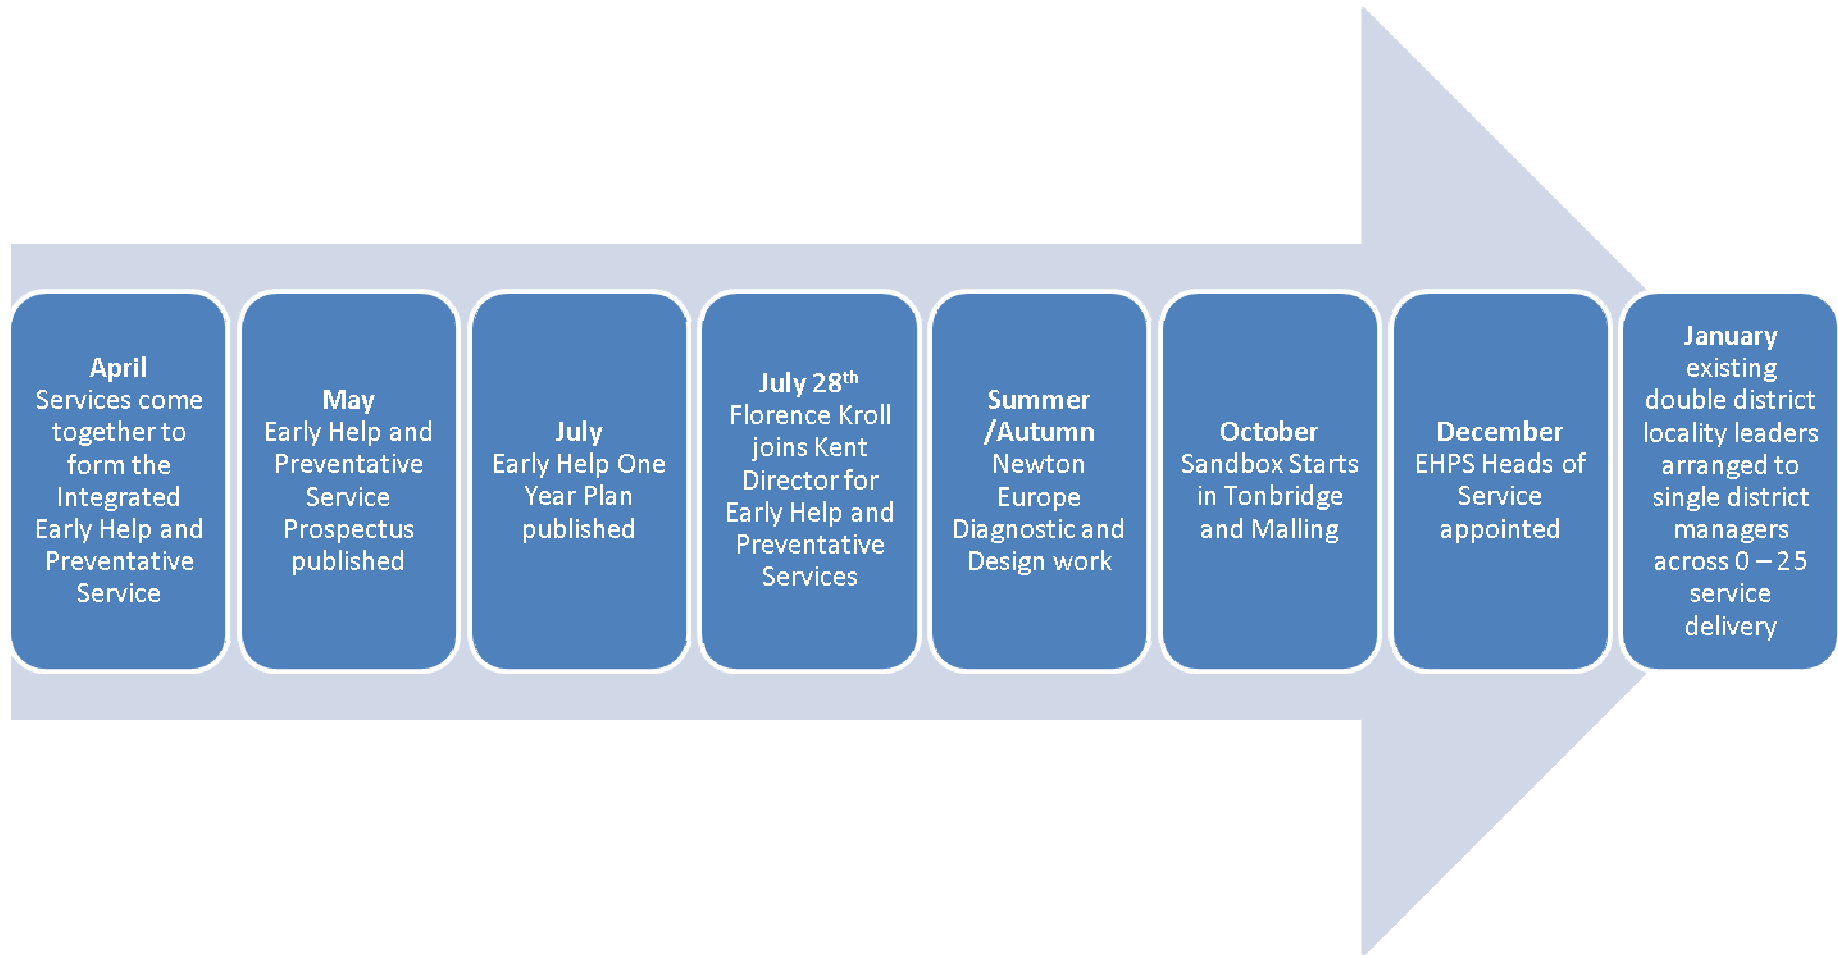 April
Services come
together to
form the
Integrated
Early Help and
Preventative
Service
May
Early Help and
Preventative
Service
Prospectus
published
July
Early Help One
Year Plan
published
July 28th
Florence Kroll
joins Kent
Director for
Early Help and
Preventative
Services
Summer
/Autumn
Newton
Europe
Diagnostic and
Design work
October
Sandbox Starts
in Tonbridge
and Malling
December
EHPS Heads of
Service
appointed
January
existing
double district
locality leaders
arranged to
single district
managers
across 0 – 25
service
delivery